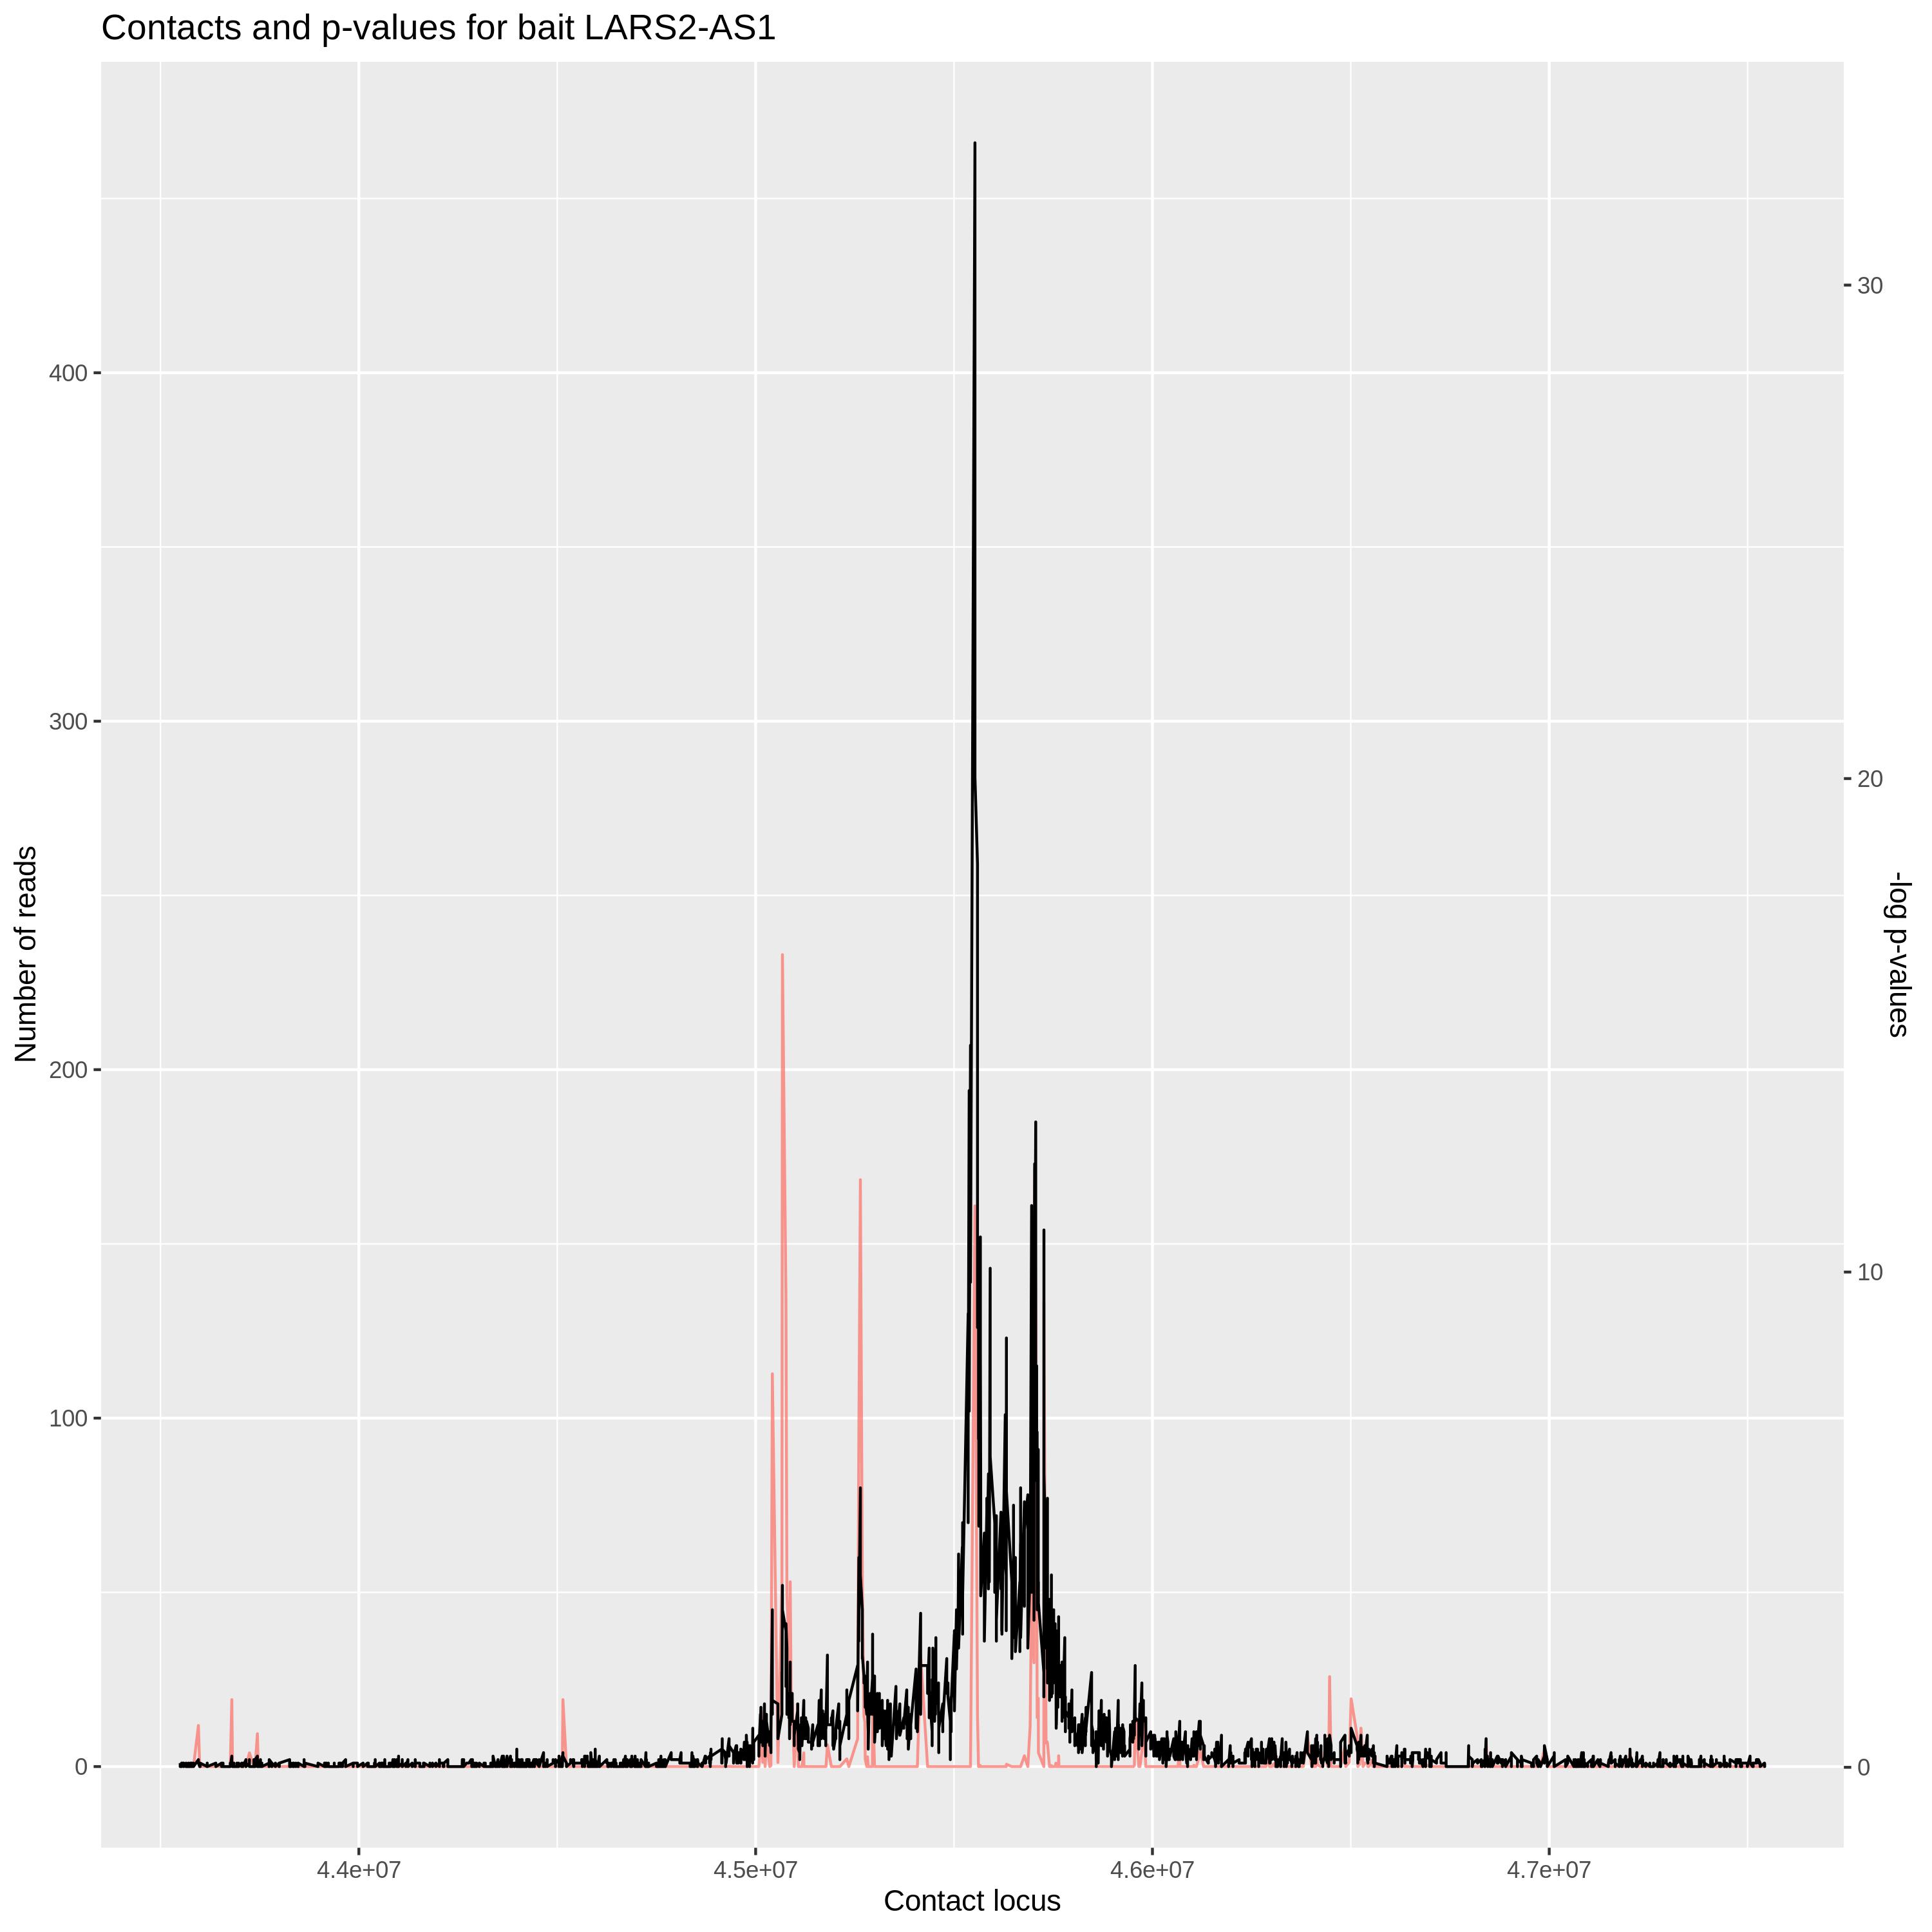 Contacts and p-values for bait LARS2-AS1
400
300
200
100
0
Number of reads
30
20
10
0
-log p-values
4.4e+07
4.5e+07
4.6e+07
4.7e+07
Contact locus